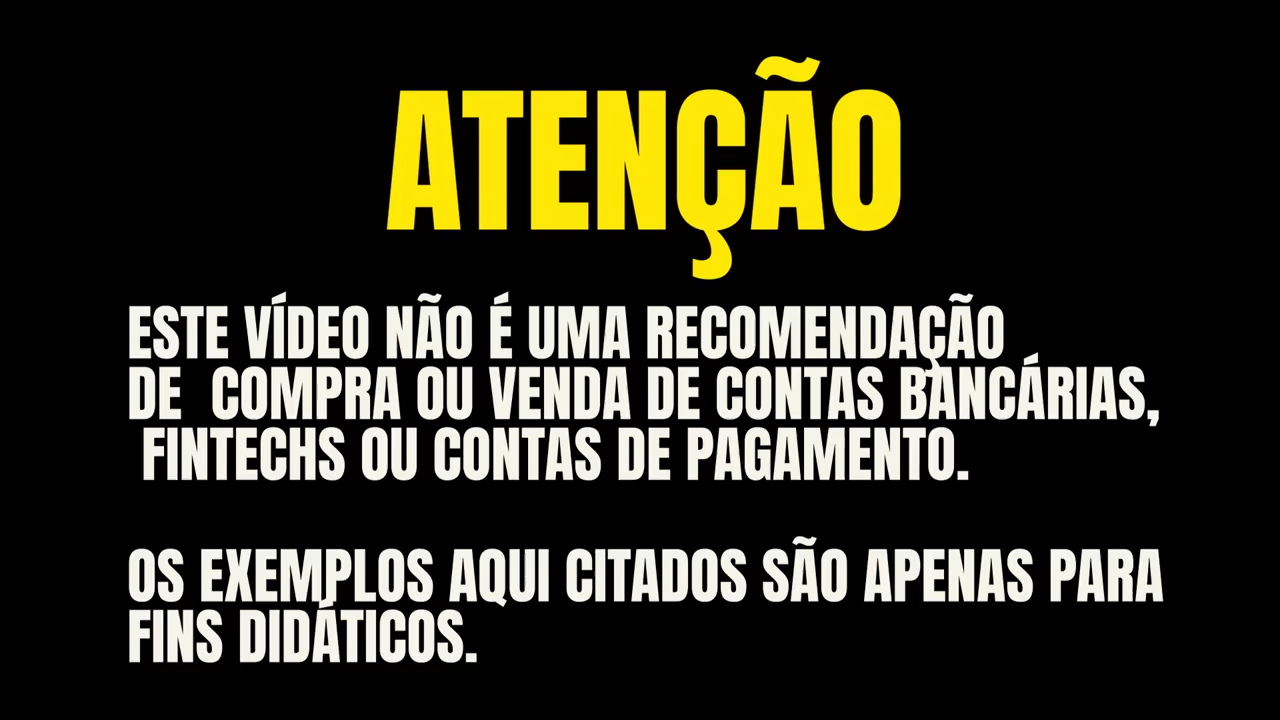 ATENÇÃO
ESTE VÍDEO NÃO É UMA RECOMENDAÇÃO
DE COMPRA OU VENDA DE CONTAS BANCÁRIAS,
FINTECHS OU CONTAS DE PAGAMENTO.
OS EXEMPLOS AQUI CITADOS SÃO APENAS PARA
FINS DIDÁTICOS.